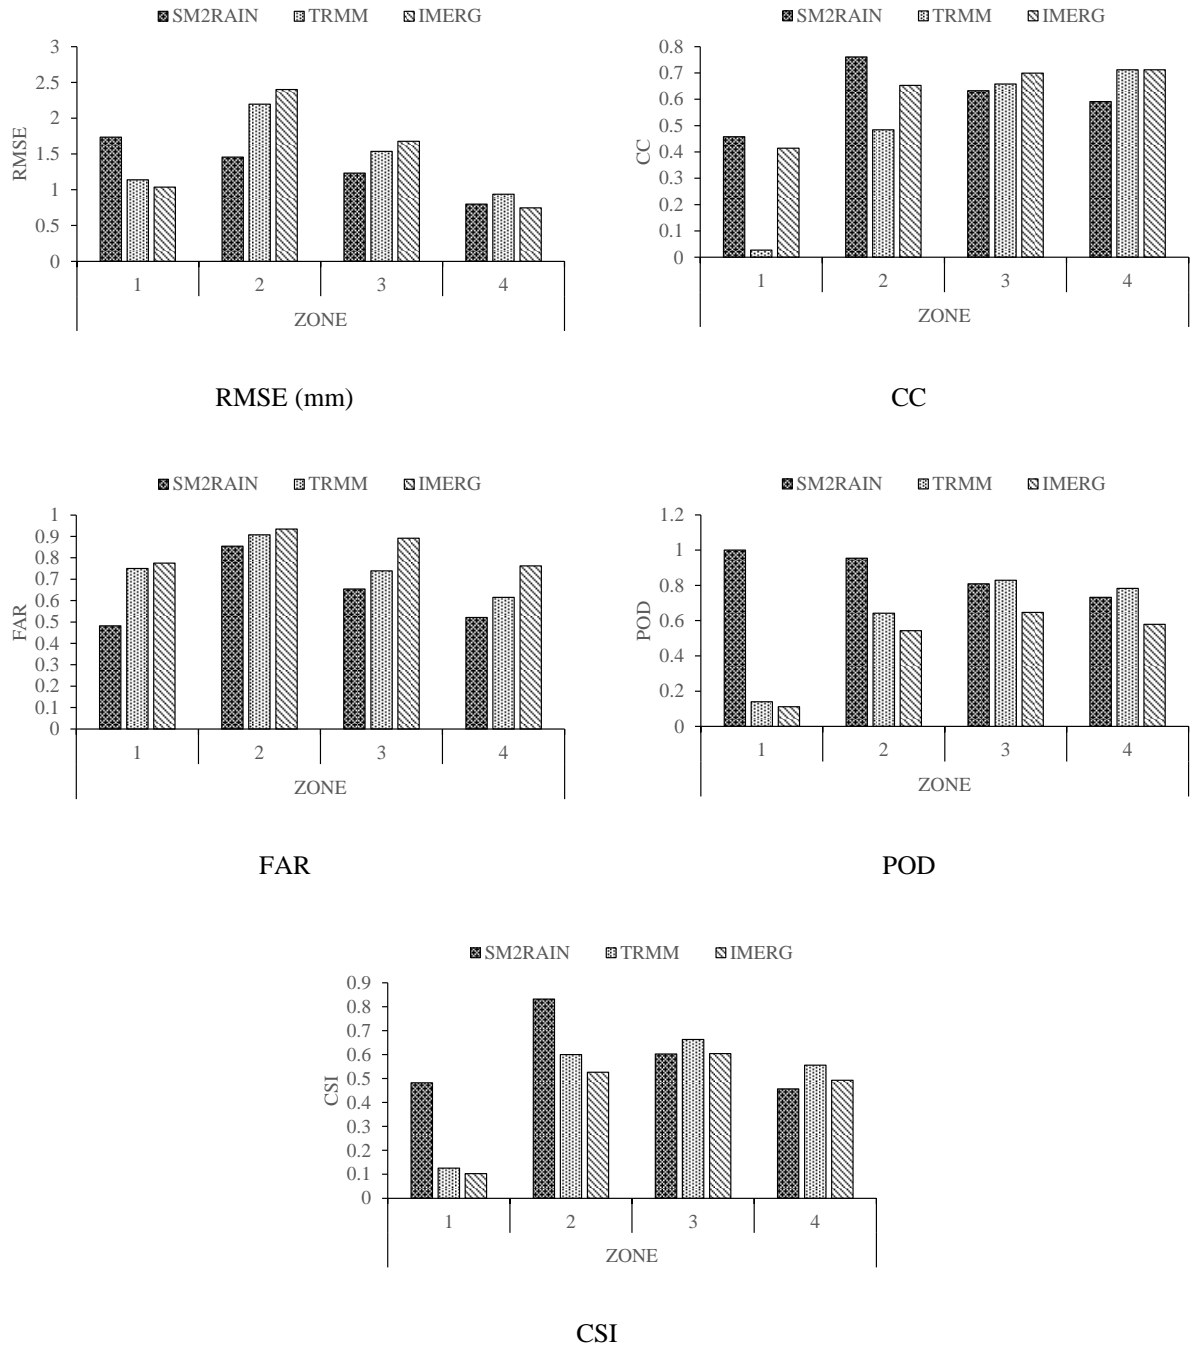 SM2RAIN TRMM IMERG
3
2.5
2
1.5
1
0.5
0
RMSE
1 2 3 4
ZONE
RMSE (mm)
SM2RAIN TRMM IMERG
0.8
0.7
0.6
0.5
0.4
0.3
0.2
0.1
0
CC
1 2 3 4
ZONE
CC
SM2RAIN TRMM IMERG
1
0.9
0.8
0.7
0.6
0.5
0.4
0.3
0.2
0.1
0
FAR
1 2 3 4
ZONE
FAR
SM2RAIN TRMM IMERG
1.2
1
0.8
0.6
0.4
0.2
0
POD
1 2 3 4
ZONE
POD
SM2RAIN TRMM IMERG
0.9
0.8
0.7
0.6
0.5
0.4
0.3
0.2
0.1
0
CSI
1 2 3 4
ZONE
CSI